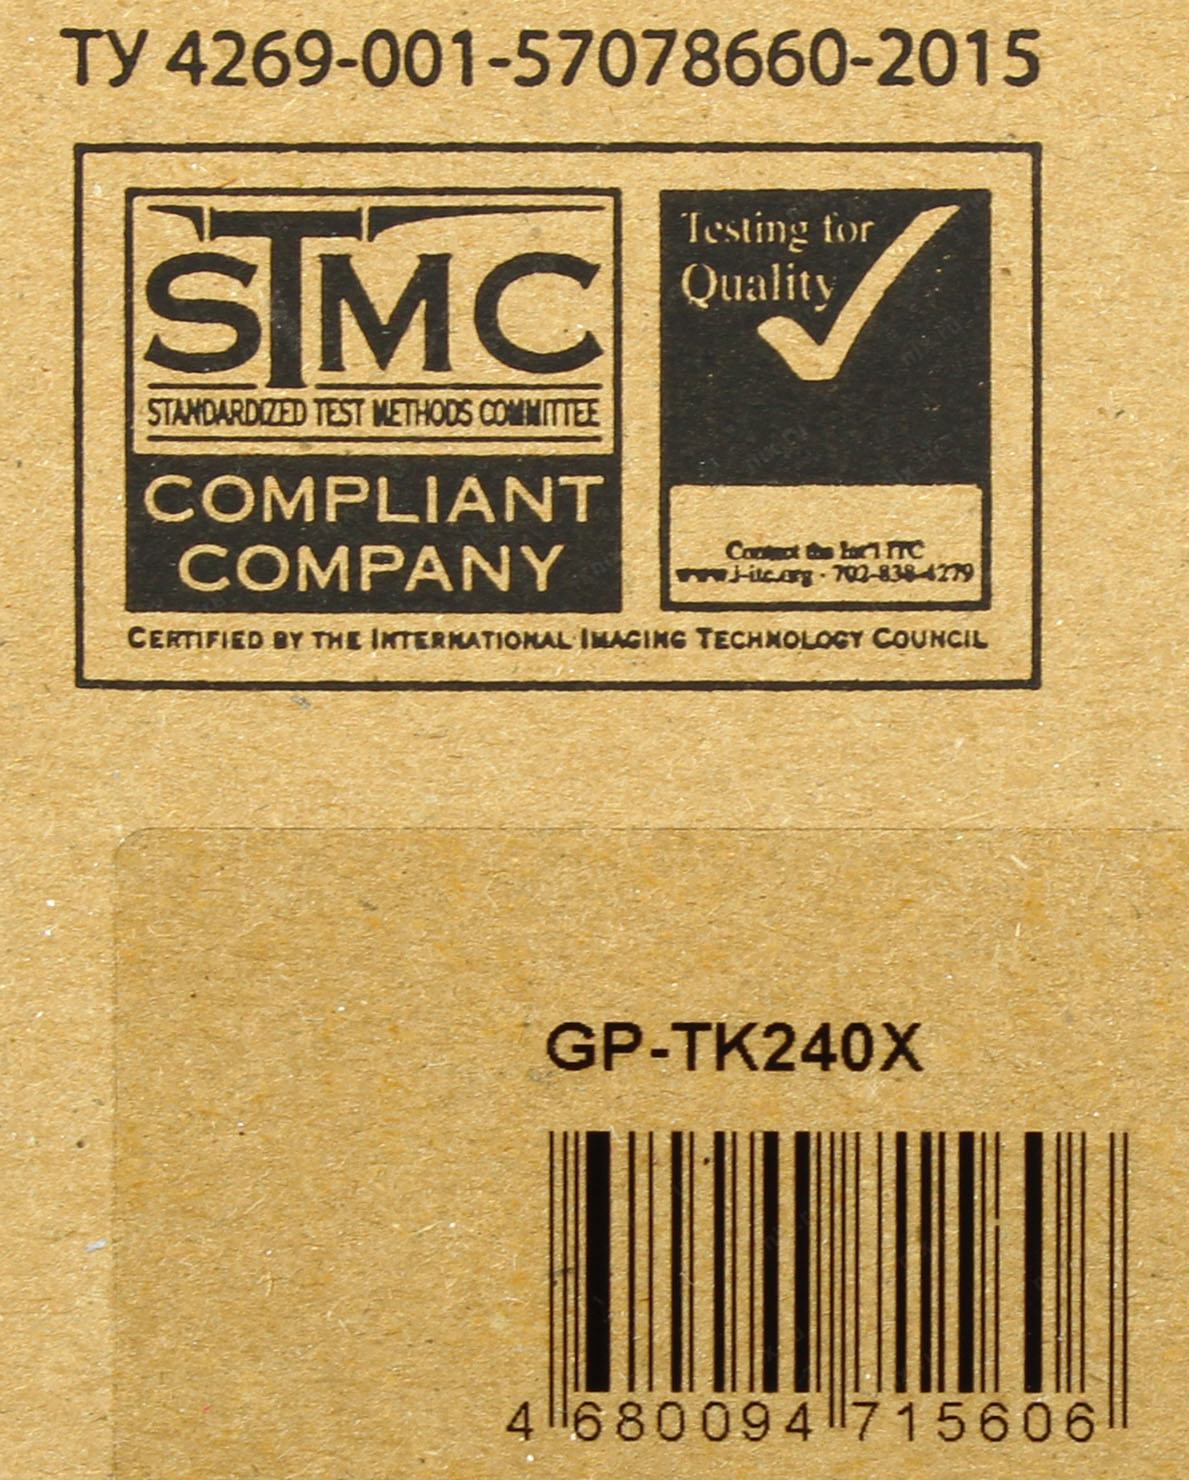 ТУ 4269-001-57078660-2015
STMC
STANDARDIZED TEST METHODS COMMITTEE
COMPLIANT
COMPANY
Testing for
Quality
Contact the Int'l ITC
www.i-itc.org · 702-838-4279
CERTIFIED BY THE INTERNATIONAL IMAGING TECHNOLOGY COUNCIL
GP-TK240X
4 680094 715606